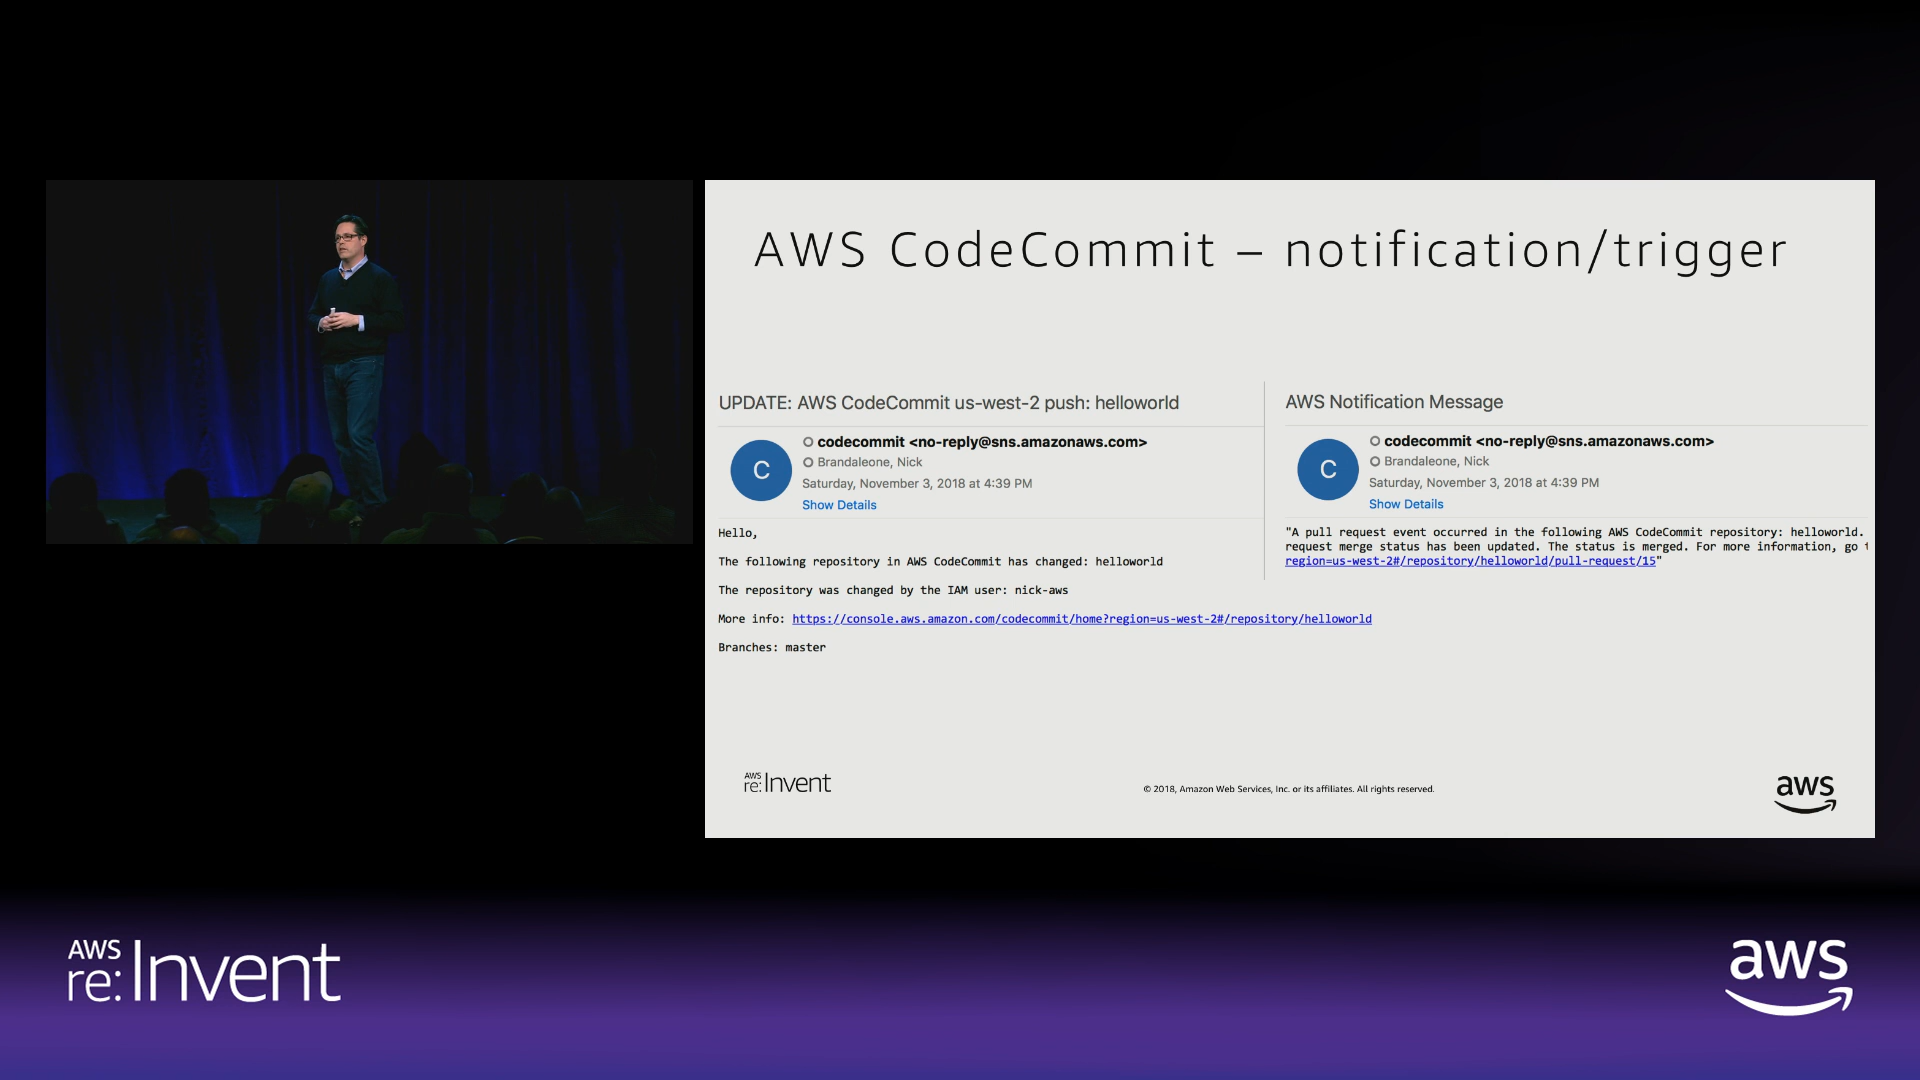 AWS CodeCommit – notification/trigger
UPDATE: AWS CodeCommit us-west-2 push: helloworld
C
codecommit <no-reply@sns.amazonaws.com>
Brandaleone, Nick
Saturday, November 3, 2018 at 4:39 PM
Show Details
Hello,
The following repository in AWS CodeCommit has changed: helloworld
The repository was changed by the IAM user: nick-aws
More info: https://console.aws.amazon.com/codecommit/home?region=us-west-2#/repository/helloworld
Branches: master
AWS Notification Message
C
codecommit <no-reply@sns.amazonaws.com>
Brandaleone, Nick
Saturday, November 3, 2018 at 4:39 PM
Show Details
"A pull request event occurred in the following AWS CodeCommit repository: helloworld.
request merge status has been updated. The status is merged. For more information, go
region=us-west-2#/repository/helloworld/pull-request/15"
AWS
re:Invent
© 2018, Amazon Web Services, Inc. or its affiliates. All rights reserved.
aws
AWS
re:Invent
aws